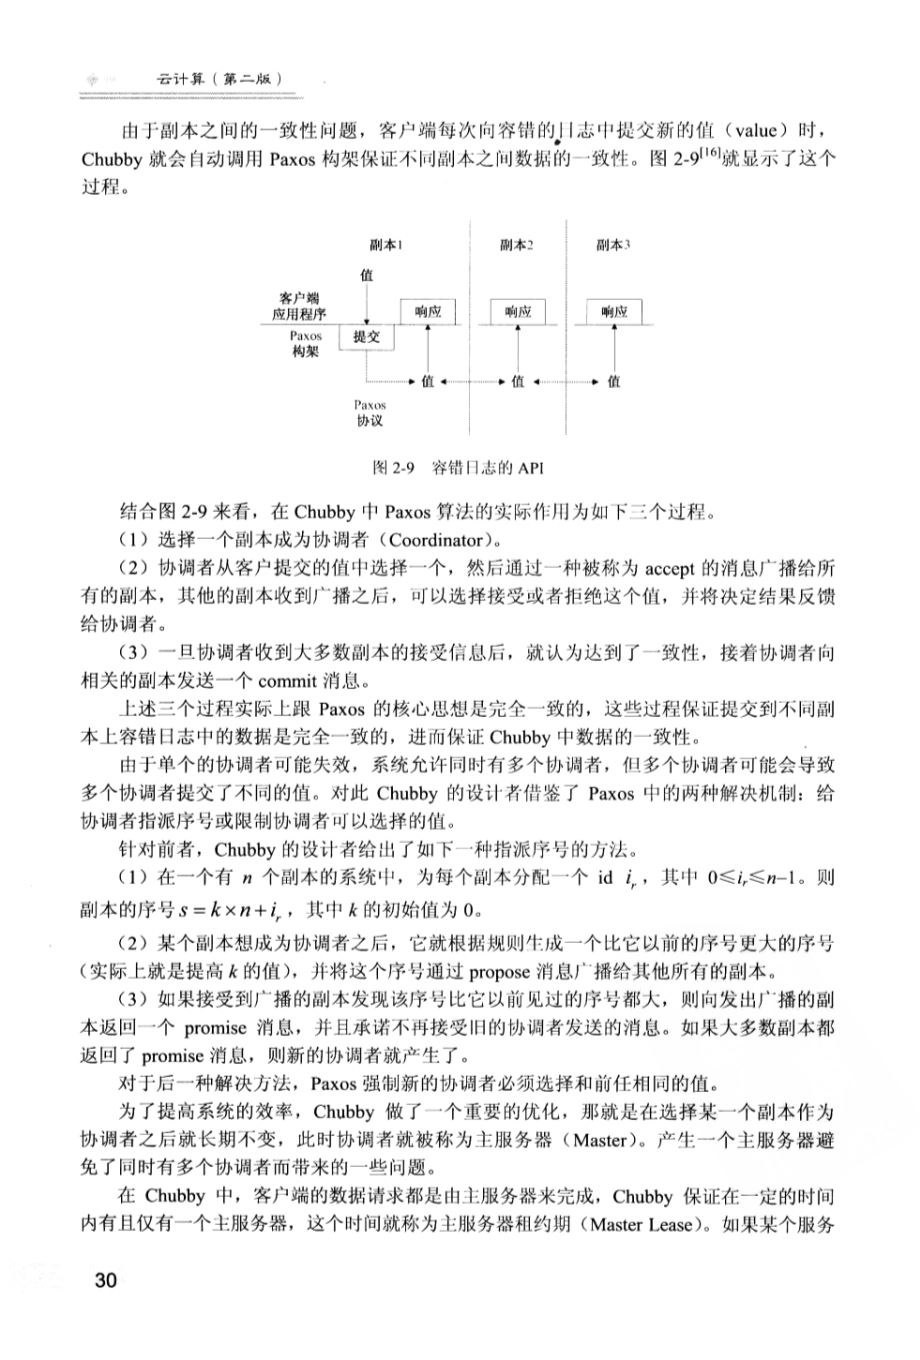 云计算（第二版）
由于副本之间的一致性问题，客户端每次向容错的日志中提交新的值（value）时，
Chubby 就会自动调用 Paxos 构架保证不同副本之间数据的一致性。图 2-9[16]就显示了这个
过程。
副本1 副本2 副本3
值
客户端
应用程序
响应 响应 响应
Paxos
构架
提交
值 值 值
Paxos
协议
图 2-9 容错日志的 API
结合图 2-9 来看，在 Chubby 中 Paxos 算法的实际作用为如下三个过程。
（1）选择一个副本成为协调者（Coordinator）。
（2）协调者从客户提交的值中选择一个，然后通过一种被称为 accept 的消息广播给所
有的副本，其他的副本收到广播之后，可以选择接受或者拒绝这个值，并将决定结果反馈
给协调者。
（3）一旦协调者收到大多数副本的接受信息后，就认为达到了一致性，接着协调者向
相关的副本发送一个 commit 消息。
上述三个过程实际上跟 Paxos 的核心思想是完全一致的，这些过程保证提交到不同副
本上容错日志中的数据是完全一致的，进而保证 Chubby 中数据的一致性。
由于单个的协调者可能失效，系统允许同时有多个协调者，但多个协调者可能会导致
多个协调者提交了不同的值。对此 Chubby 的设计者借鉴了 Paxos 中的两种解决机制：给
协调者指派序号或限制协调者可以选择的值。
针对前者，Chubby 的设计者给出了如下一种指派序号的方法。
（1）在一个有 n 个副本的系统中，为每个副本分配一个 id iᵣ，其中 0≤iᵣ≤n–1。则
副本的序号 s = k×n+iᵣ，其中 k 的初始值为 0。
（2）某个副本想成为协调者之后，它就根据规则生成一个比它以前的序号更大的序号
（实际上就是提高 k 的值），并将这个序号通过 propose 消息广播给其他所有的副本。
（3）如果接受到广播的副本发现该序号比它以前见过的序号都大，则向发出广播的副
本返回一个 promise 消息，并且承诺不再接受旧的协调者发送的消息。如果大多数副本都
返回了 promise 消息，则新的协调者就产生了。
对于后一种解决方法，Paxos 强制新的协调者必须选择和前任相同的值。
为了提高系统的效率，Chubby 做了一个重要的优化，那就是在选择某一个副本作为
协调者之后就长期不变，此时协调者就被称为主服务器（Master）。产生一个主服务器避
免了同时有多个协调者而带来的一些问题。
在 Chubby 中，客户端的数据请求都是由主服务器来完成，Chubby 保证在一定的时间
内有且仅有一个主服务器，这个时间就称为主服务器租约期（Master Lease）。如果某个服务
30